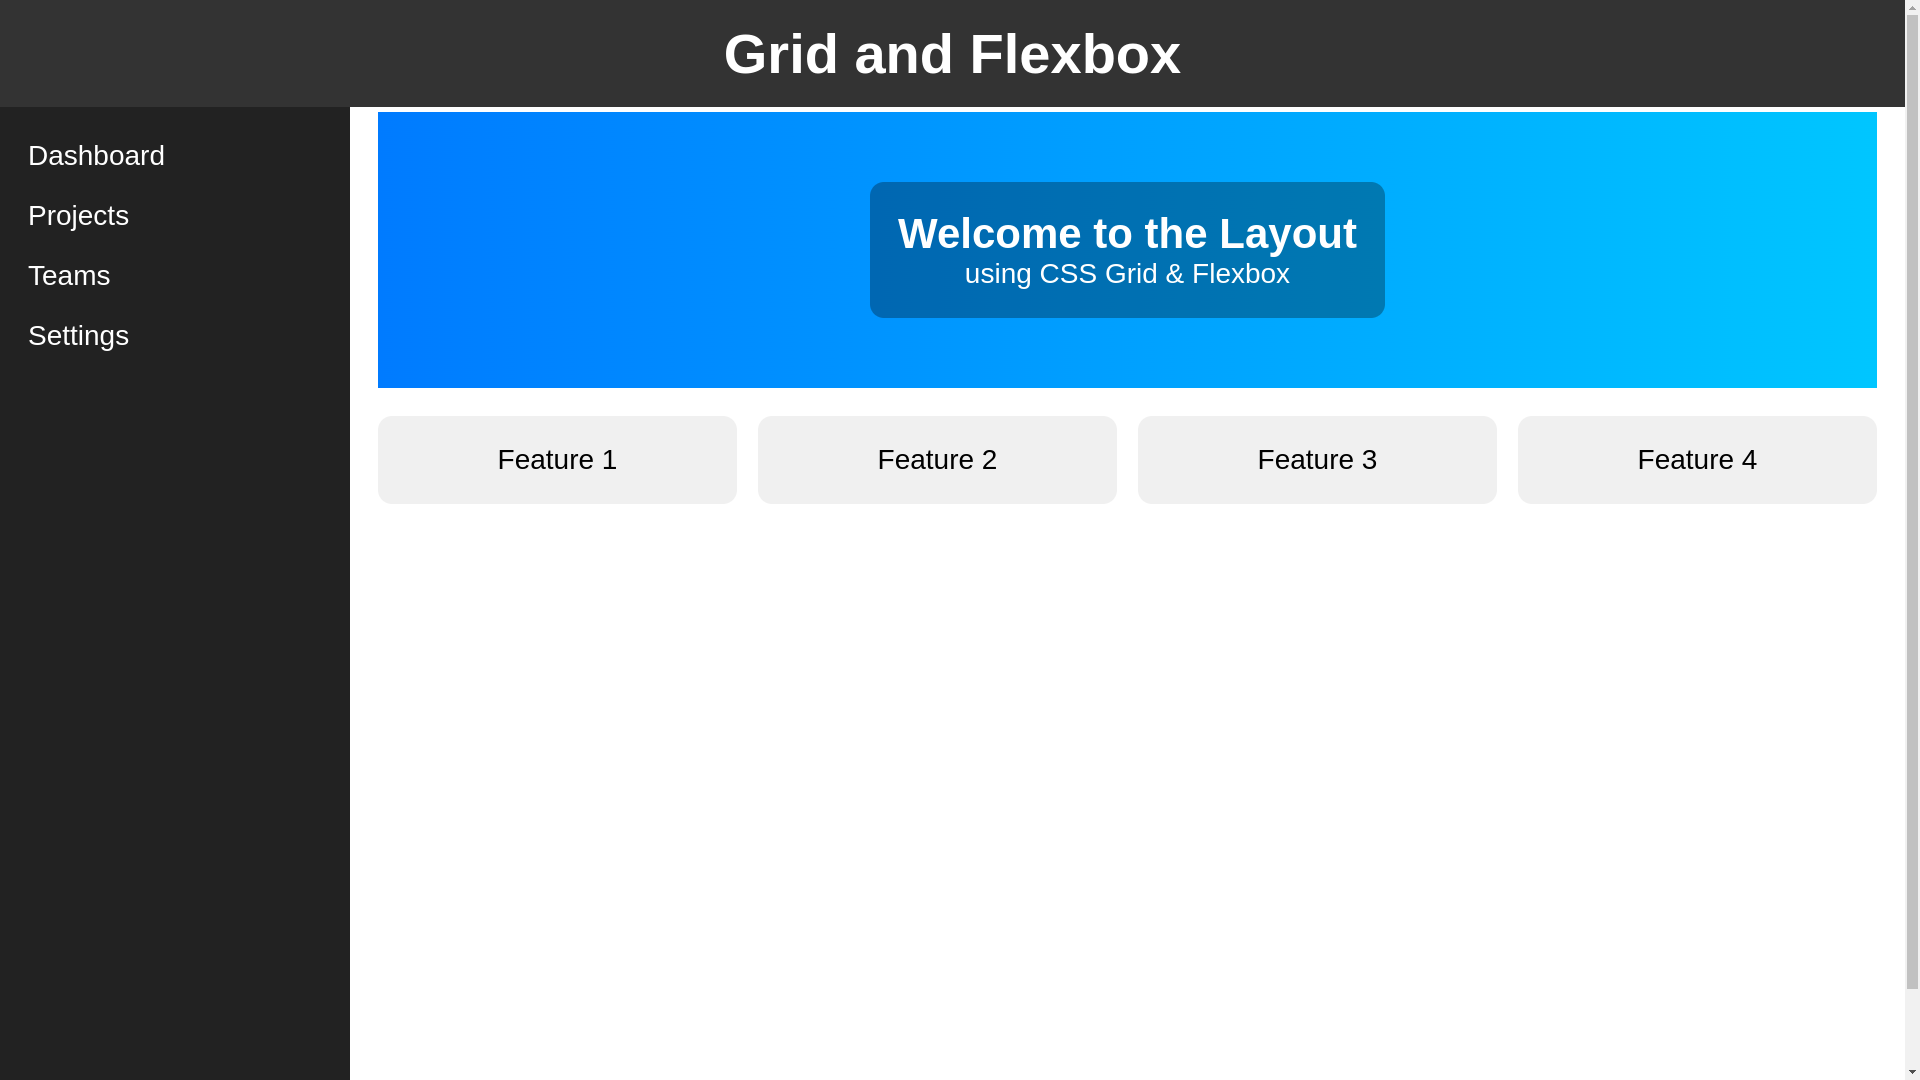 Grid and Flexbox
Dashboard
Projects
Teams
Settings
Welcome to the Layout
using CSS Grid & Flexbox
Feature 1
Feature 2
Feature 3
Feature 4